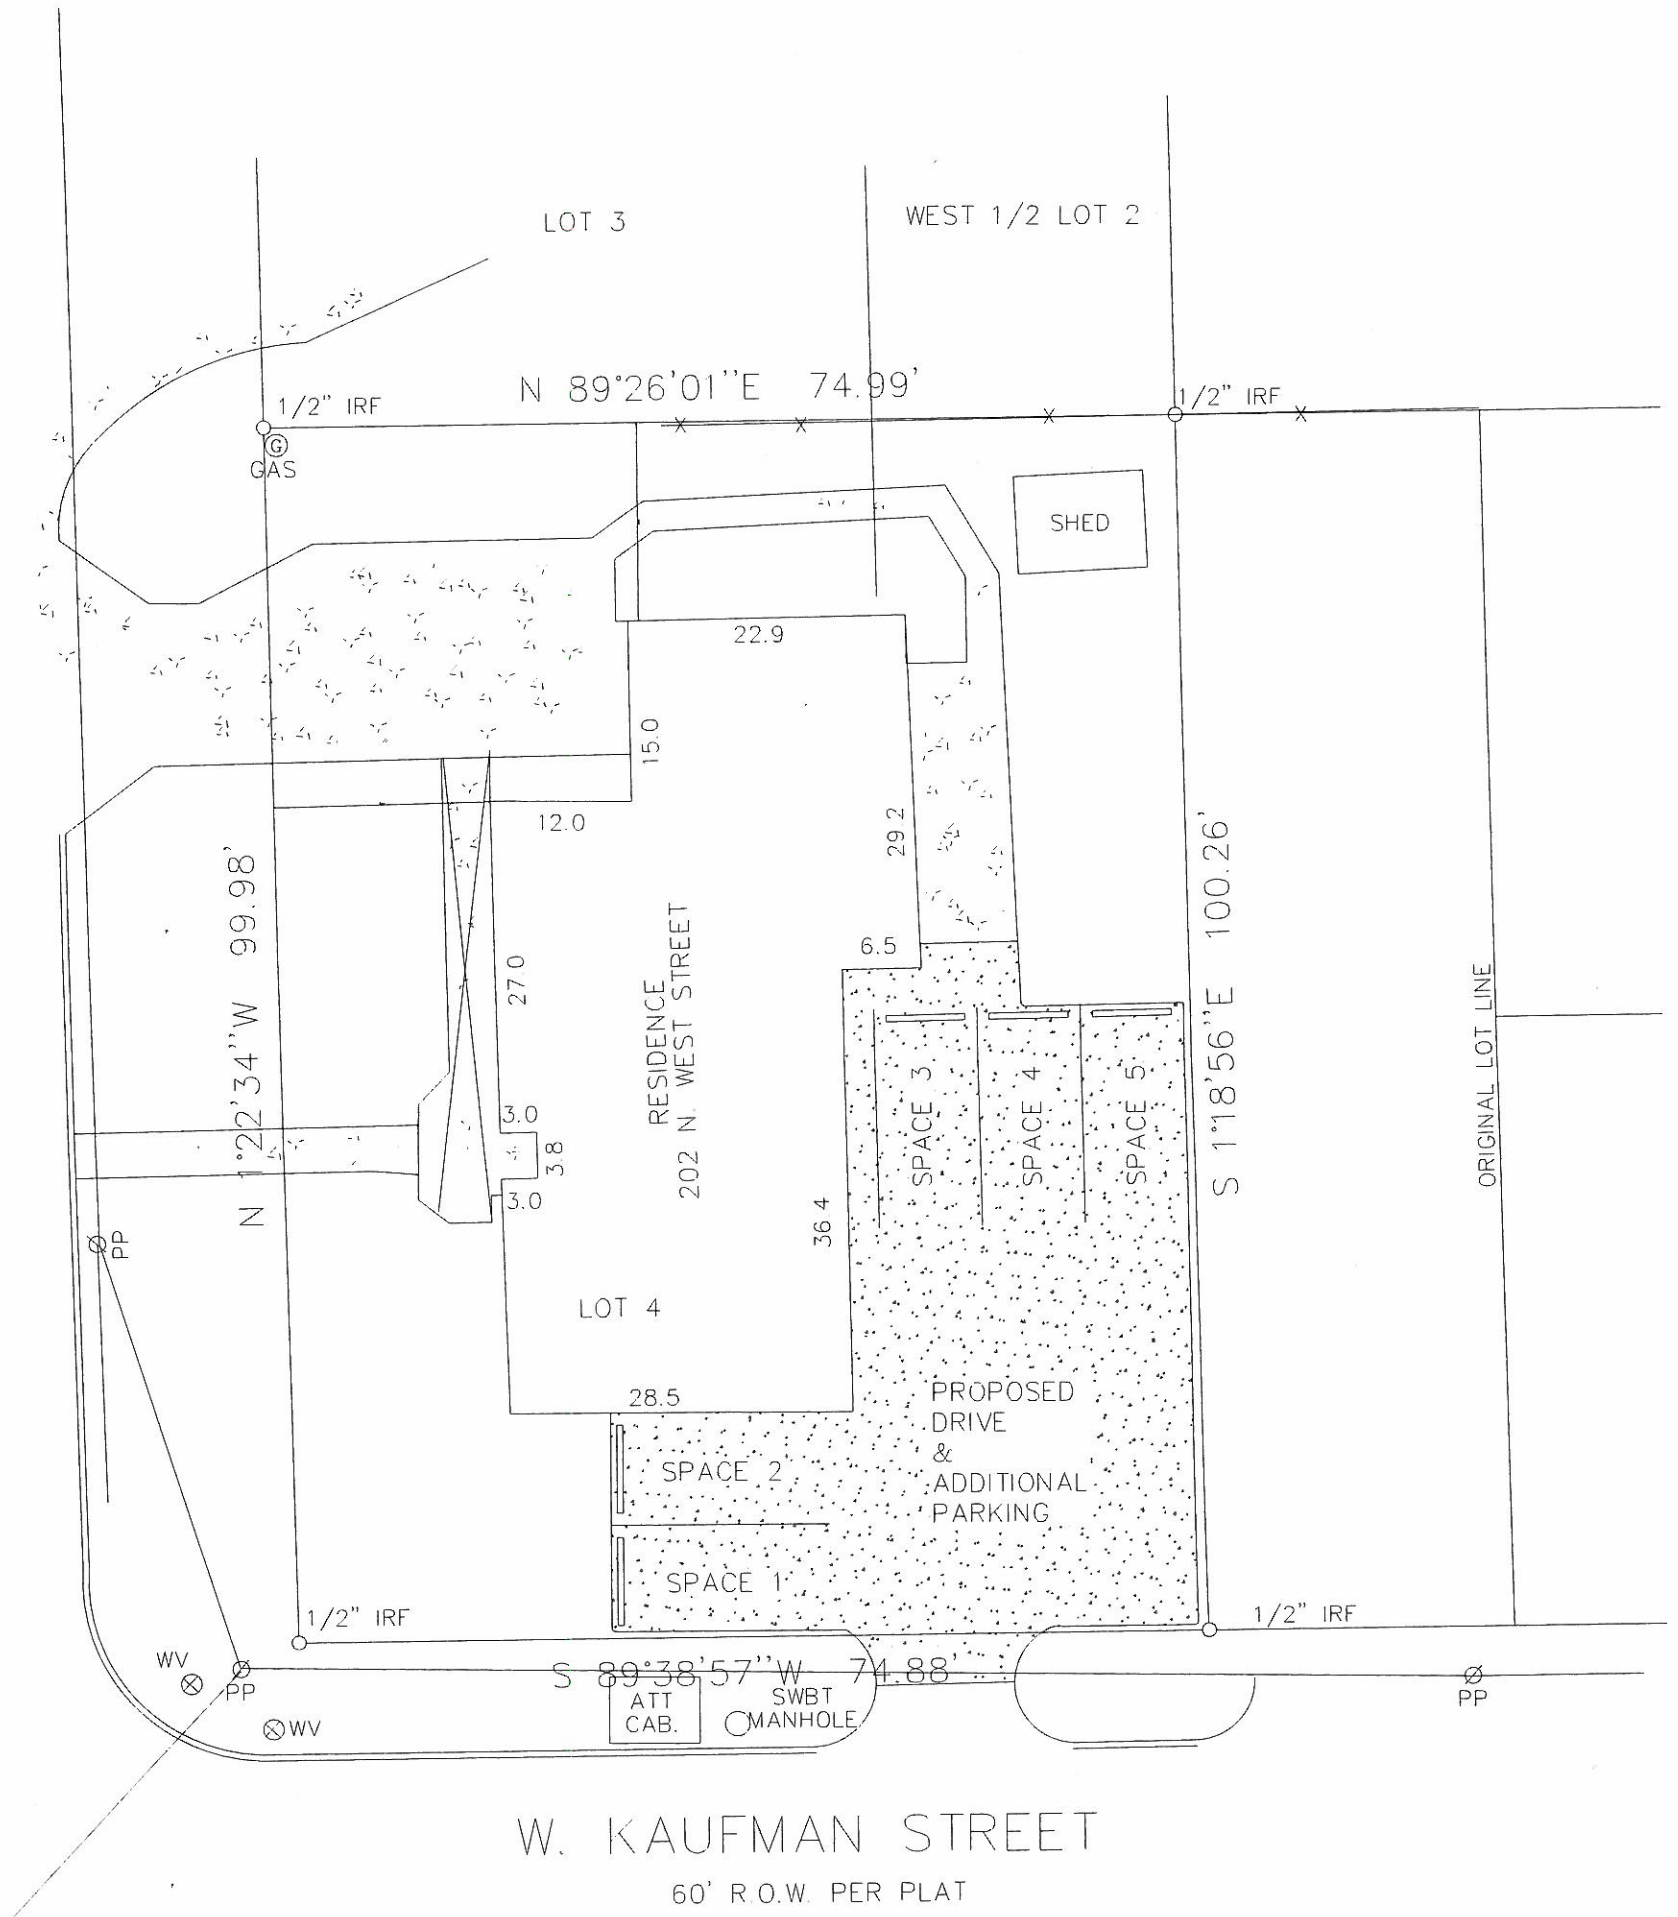 LOT 3
WEST 1/2 LOT 2
N 89°26'01"E 74.99'
1/2" IRF
1/2" IRF
G
GAS
SHED
22.9
15.0
12.0
29.2
N 1°22'34"W 99.98'
S 1°18'56"E 100.26'
6.5
27.0
RESIDENCE
202 N. WEST STREET
ORIGINAL LOT LINE
SPACE 3
SPACE 4
SPACE 5
3.0
3.8
3.0
36.4
PP
LOT 4
28.5
PROPOSED
DRIVE
&
ADDITIONAL
PARKING
SPACE 2
SPACE 1
1/2" IRF
1/2" IRF
WV
PP
S 89°38'57"W 74.88'
PP
ATT
CAB.
SWBT
MANHOLE
WV
W. KAUFMAN STREET
60' R.O.W. PER PLAT